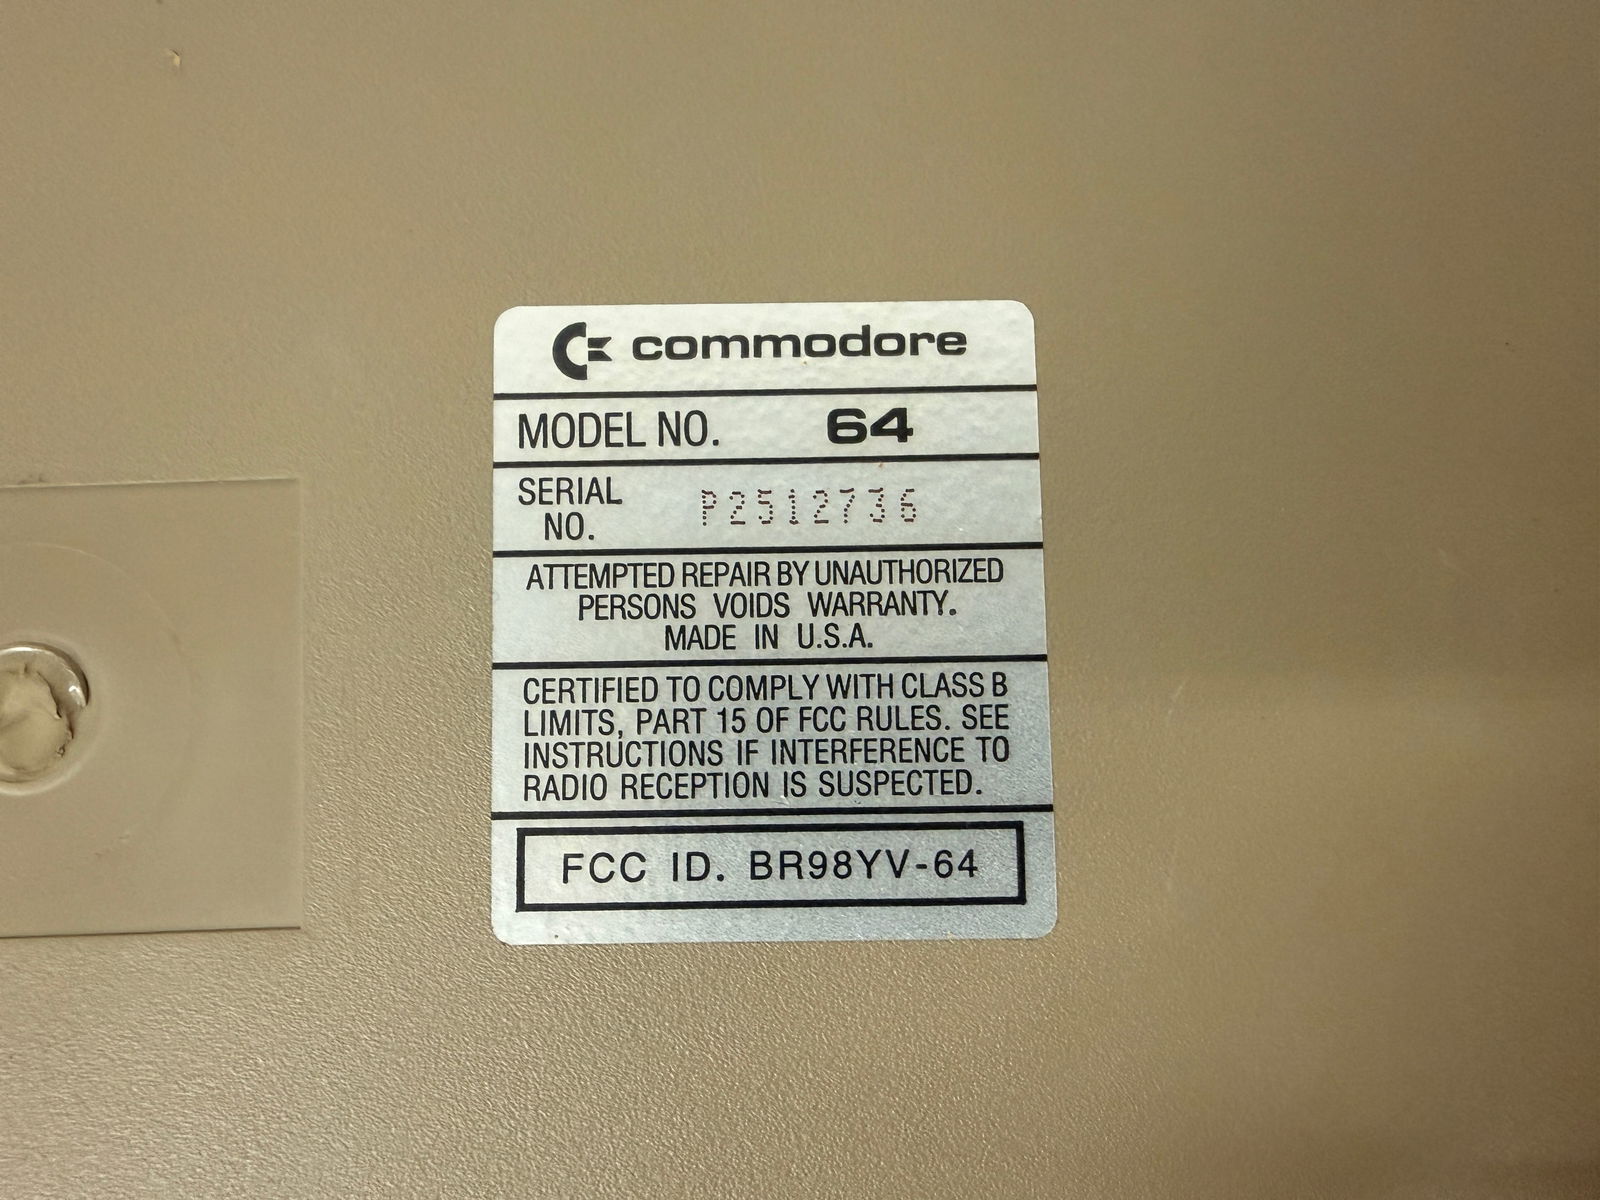 commodore
MODEL NO. 64
SERIAL NO. P2512736
ATTEMPTED REPAIR BY UNAUTHORIZED
PERSONS VOIDS WARRANTY.
MADE IN U.S.A.
CERTIFIED TO COMPLY WITH CLASS B
LIMITS, PART 15 OF FCC RULES. SEE
INSTRUCTIONS IF INTERFERENCE TO
RADIO RECEPTION IS SUSPECTED.
FCC ID. BR98YV-64